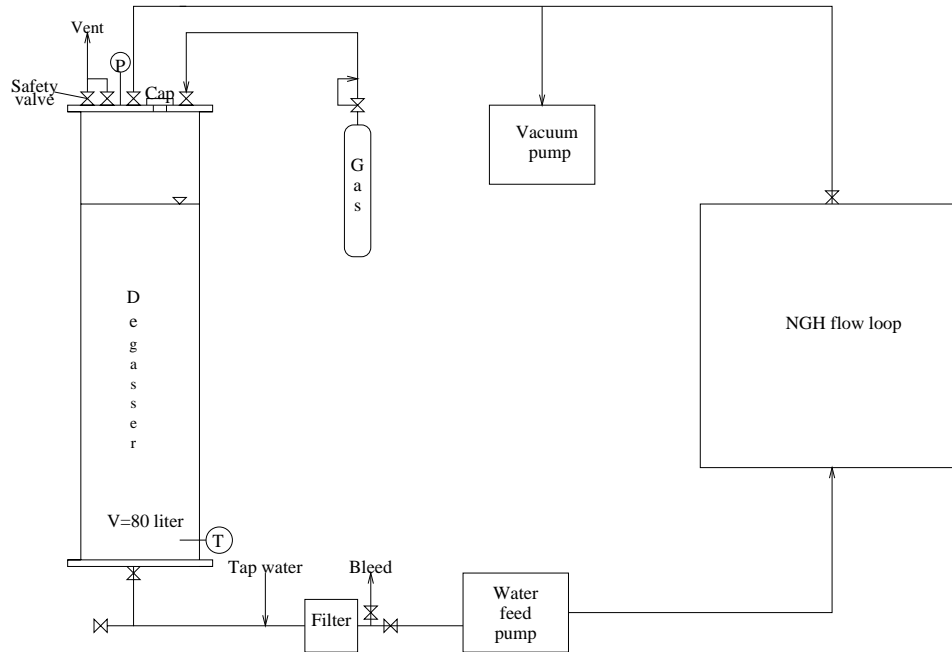 Vent
P
Safety
valve
Cap
G
a
s
Vacuum
pump
D
e
g
a
s
s
e
r
NGH flow loop
V=80 liter
T
Tap water
Bleed
Filter
Water
feed
pump